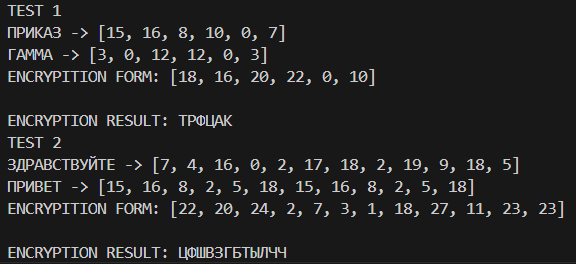 TEST 1
ПРИКАЗ -> [15, 16, 8, 10, 0, 7]
ГАММА -> [3, 0, 12, 12, 0, 3]
ENCRYPITION FORM: [18, 16, 20, 22, 0, 10]
ENCRYPTION RESULT: ТРФЦАК
TEST 2
ЗДРАВСТВУЙТЕ -> [7, 4, 16, 0, 2, 17, 18, 2, 19, 9, 18, 5]
ПРИВЕТ -> [15, 16, 8, 2, 5, 18, 15, 16, 8, 2, 5, 18]
ENCRYPITION FORM: [22, 20, 24, 2, 7, 3, 1, 18, 27, 11, 23, 23]
ENCRYPTION RESULT: ЦФШВЗГБТЫЛЧЧ